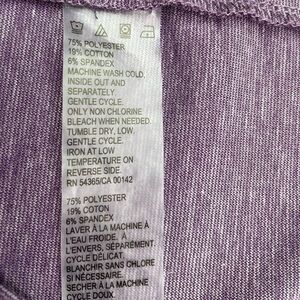 75% POLYESTER
19% COTTON
6% SPANDEX
MACHINE WASH COLD,
INSIDE OUT AND
SEPARATELY.
GENTLE CYCLE.
ONLY NON CHLORINE
BLEACH WHEN NEEDED.
TUMBLE DRY, LOW.
GENTLE CYCLE.
IRON AT LOW
TEMPERATURE ON
REVERSE SIDE.
RN 54365/CA 00142
75% POLYESTER
19% COTON
6% SPANDEX
LAVER À LA MACHINE À
L'EAU FROIDE, À
L'ENVERS, SÉPARÉMENT.
CYCLE DÉLICAT.
BLANCHIR SANS CHLORE
SI NÉCESSAIRE.
SECHER À LA MACHINE
CYCLE DOUX